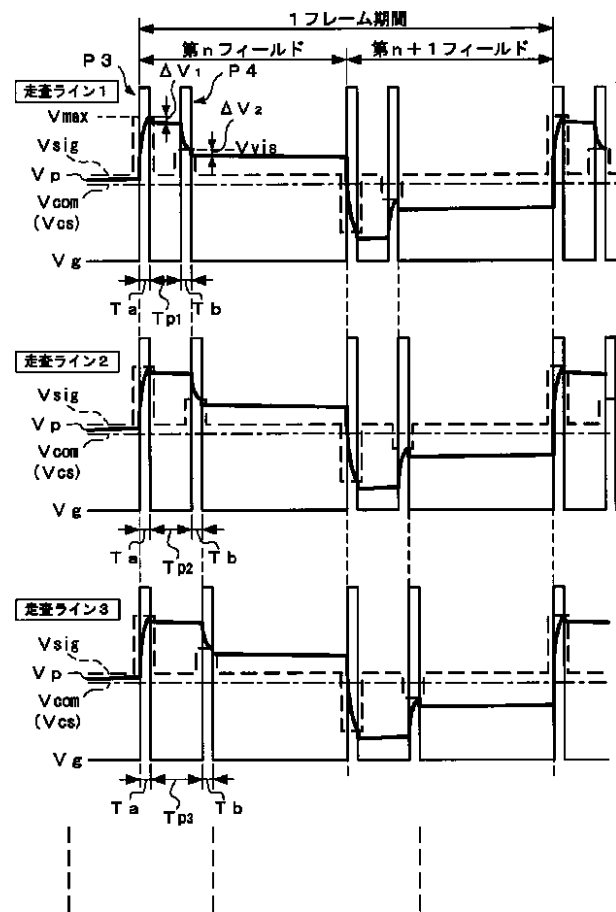 1フレーム期間
第nフィールド
第n+1フィールド
P3
ΔV1
P4
走査ライン1
ΔV2
Vmax
Vvis
Vsig
Vp
Vcom
(Vcs)
Vg
Ta
Tp1
Tb
走査ライン2
Vsig
Vp
Vcom
(Vcs)
Vg
Ta
Tp2
Tb
走査ライン3
Vsig
Vp
Vcom
(Vcs)
Vg
Ta
Tp3
Tb